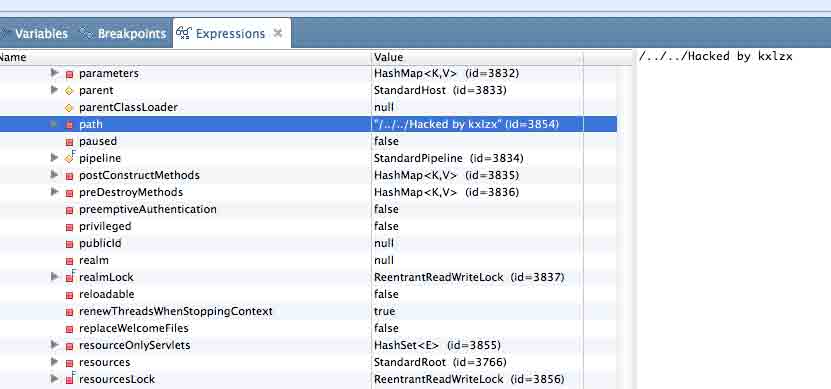 Variables Breakpoints Expressions
Name Value
/../../Hacked by kxlzx
parameters HashMap<K,V> (id=3832)
parent StandardHost (id=3833)
parentClassLoader null
path "/../../Hacked by kxlzx" (id=3854)
paused false
F pipeline StandardPipeline (id=3834)
postConstructMethods HashMap<K,V> (id=3835)
preDestroyMethods HashMap<K,V> (id=3836)
preemptiveAuthentication false
privileged false
publicId null
realm null
F realmLock ReentrantReadWriteLock (id=3837)
reloadable false
renewThreadsWhenStoppingContext true
replaceWelcomeFiles false
resourceOnlyServlets HashSet<E> (id=3855)
resources StandardRoot (id=3766)
F resourcesLock ReentrantReadWriteLock (id=3856)